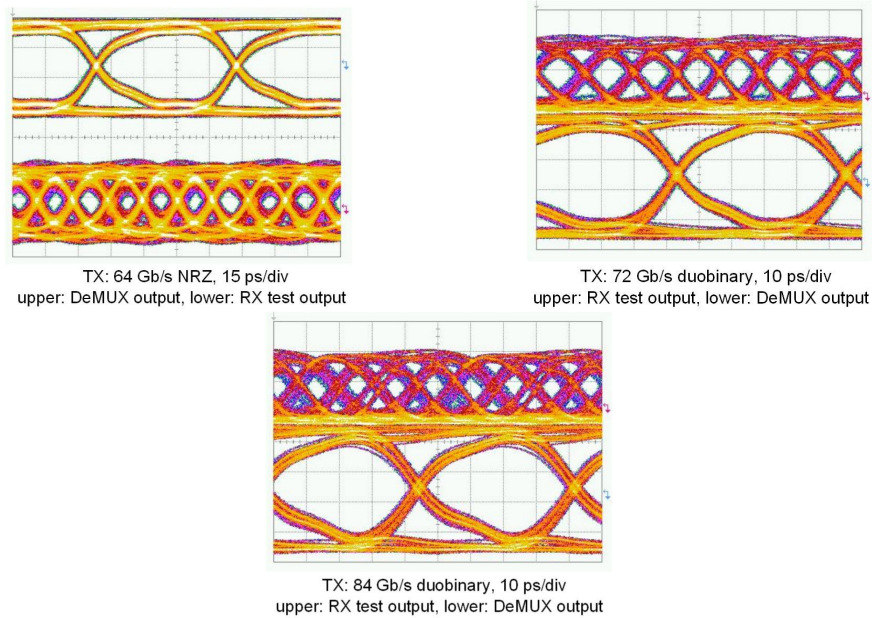 TX: 64 Gb/s NRZ, 15 ps/div
upper: DeMUX output, lower: RX test output
TX: 72 Gb/s duobinary, 10 ps/div
upper: RX test output, lower: DeMUX output
TX: 84 Gb/s duobinary, 10 ps/div
upper: RX test output, lower: DeMUX output